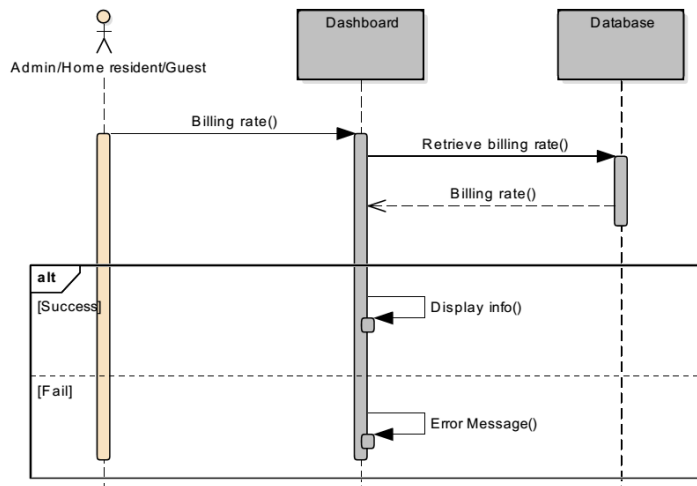 Dashboard
Database
Admin/Home resident/Guest
Billing rate()
Retrieve billing rate()
Billing rate()
alt
[Success]
Display info()
[Fail]
Error Message()